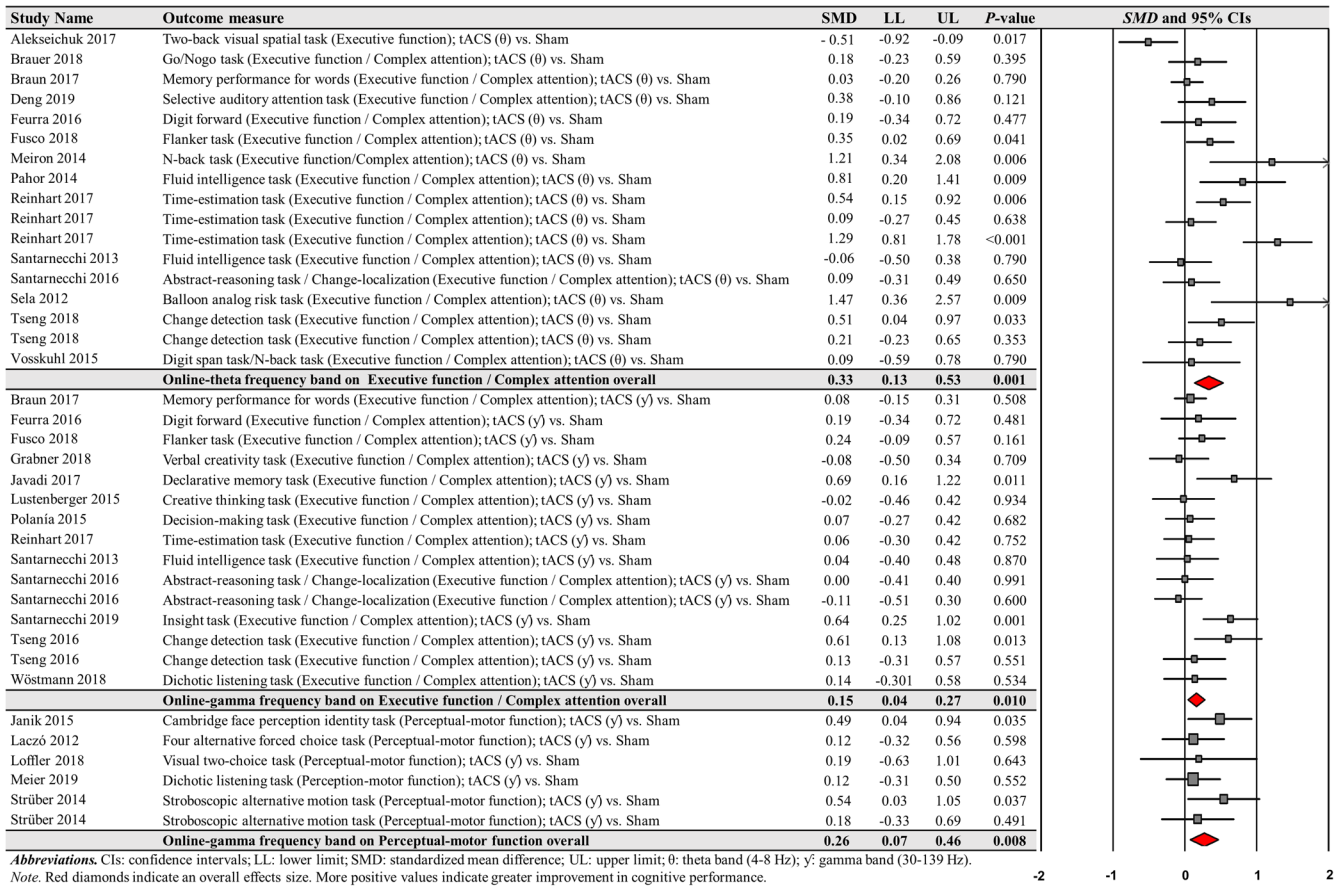 Study Name Outcome measure SMD LL UL P-value SMD and 95% CIs
Alekseichuk 2017 Two-back visual spatial task (Executive function); tACS (θ) vs. Sham - 0.51 -0.92 -0.09 0.017
Brauer 2018 Go/Nogo task (Executive function / Complex attention); tACS (θ) vs. Sham 0.18 -0.23 0.59 0.395
Braun 2017 Memory performance for words (Executive function / Complex attention); tACS (θ) vs. Sham 0.03 -0.20 0.26 0.790
Deng 2019 Selective auditory attention task (Executive function / Complex attention); tACS (θ) vs. Sham 0.38 -0.10 0.86 0.121
Feurra 2016 Digit forward (Executive function / Complex attention); tACS (θ) vs. Sham 0.19 -0.34 0.72 0.477
Fusco 2018 Flanker task (Executive function / Complex attention); tACS (θ) vs. Sham 0.35 0.02 0.69 0.041
Meiron 2014 N-back task (Executive function/Complex attention); tACS (θ) vs. Sham 1.21 0.34 2.08 0.006
Pahor 2014 Fluid intelligence task (Executive function / Complex attention); tACS (θ) vs. Sham 0.81 0.20 1.41 0.009
Reinhart 2017 Time-estimation task (Executive function / Complex attention); tACS (θ) vs. Sham 0.54 0.15 0.92 0.006
Reinhart 2017 Time-estimation task (Executive function / Complex attention); tACS (θ) vs. Sham 0.09 -0.27 0.45 0.638
Reinhart 2017 Time-estimation task (Executive function / Complex attention); tACS (θ) vs. Sham 1.29 0.81 1.78 <0.001
Santarnecchi 2013 Fluid intelligence task (Executive function / Complex attention); tACS (θ) vs. Sham -0.06 -0.50 0.38 0.790
Santarnecchi 2016 Abstract-reasoning task / Change-localization (Executive function / Complex attention); tACS (θ) vs. Sham 0.09 -0.31 0.49 0.650
Sela 2012 Balloon analog risk task (Executive function / Complex attention); tACS (θ) vs. Sham 1.47 0.36 2.57 0.009
Tseng 2018 Change detection task (Executive function / Complex attention); tACS (θ) vs. Sham 0.51 0.04 0.97 0.033
Tseng 2018 Change detection task (Executive function / Complex attention); tACS (θ) vs. Sham 0.21 -0.23 0.65 0.353
Vosskuhl 2015 Digit span task/N-back task (Executive function / Complex attention); tACS (θ) vs. Sham 0.09 -0.59 0.78 0.790
Online-theta frequency band on Executive function / Complex attention overall 0.33 0.13 0.53 0.001
Braun 2017 Memory performance for words (Executive function / Complex attention); tACS (ẙ) vs. Sham 0.08 -0.15 0.31 0.508
Feurra 2016 Digit forward (Executive function / Complex attention); tACS (ẙ) vs. Sham 0.19 -0.34 0.72 0.481
Fusco 2018 Flanker task (Executive function / Complex attention); tACS (ẙ) vs. Sham 0.24 -0.09 0.57 0.161
Grabner 2018 Verbal creativity task (Executive function / Complex attention); tACS (ẙ) vs. Sham -0.08 -0.50 0.34 0.709
Javadi 2017 Declarative memory task (Executive function / Complex attention); tACS (ẙ) vs. Sham 0.69 0.16 1.22 0.011
Lustenberger 2015 Creative thinking task (Executive function / Complex attention); tACS (ẙ) vs. Sham -0.02 -0.46 0.42 0.934
Polanía 2015 Decision-making task (Executive function / Complex attention); tACS (ẙ) vs. Sham 0.07 -0.27 0.42 0.682
Reinhart 2017 Time-estimation task (Executive function / Complex attention); tACS (ẙ) vs. Sham 0.06 -0.30 0.42 0.752
Santarnecchi 2013 Fluid intelligence task (Executive function / Complex attention); tACS (ẙ) vs. Sham 0.04 -0.40 0.48 0.870
Santarnecchi 2016 Abstract-reasoning task / Change-localization (Executive function / Complex attention); tACS (ẙ) vs. Sham 0.00 -0.41 0.40 0.991
Santarnecchi 2016 Abstract-reasoning task / Change-localization (Executive function / Complex attention); tACS (ẙ) vs. Sham -0.11 -0.51 0.30 0.600
Santarnecchi 2019 Insight task (Executive function / Complex attention); tACS (ẙ) vs. Sham 0.64 0.25 1.02 0.001
Tseng 2016 Change detection task (Executive function / Complex attention); tACS (ẙ) vs. Sham 0.61 0.13 1.08 0.013
Tseng 2016 Change detection task (Executive function / Complex attention); tACS (ẙ) vs. Sham 0.13 -0.31 0.57 0.551
Wöstmann 2018 Dichotic listening task (Executive function / Complex attention); tACS (ẙ) vs. Sham 0.14 -0.301 0.58 0.534
Online-gamma frequency band on Executive function / Complex attention overall 0.15 0.04 0.27 0.010
Janik 2015 Cambridge face perception identity task (Perceptual-motor function); tACS (ẙ) vs. Sham 0.49 0.04 0.94 0.035
Laczó 2012 Four alternative forced choice task (Perceptual-motor function); tACS (ẙ) vs. Sham 0.12 -0.32 0.56 0.598
Loffler 2018 Visual two-choice task (Perceptual-motor function); tACS (ẙ) vs. Sham 0.19 -0.63 1.01 0.643
Meier 2019 Dichotic listening task (Perception-motor function); tACS (ẙ) vs. Sham 0.12 -0.31 0.50 0.552
Strüber 2014 Stroboscopic alternative motion task (Perceptual-motor function); tACS (ẙ) vs. Sham 0.54 0.03 1.05 0.037
Strüber 2014 Stroboscopic alternative motion task (Perceptual-motor function); tACS (ẙ) vs. Sham 0.18 -0.33 0.69 0.491
Online-gamma frequency band on Perceptual-motor function overall 0.26 0.07 0.46 0.008
Abbreviations. CIs: confidence intervals; LL: lower limit; SMD: standardized mean difference; UL: upper limit; θ: theta band (4-8 Hz); ẙ: gamma band (30-139 Hz).
Note. Red diamonds indicate an overall effects size. More positive values indicate greater improvement in cognitive performance.
-2 -1 0 1 2